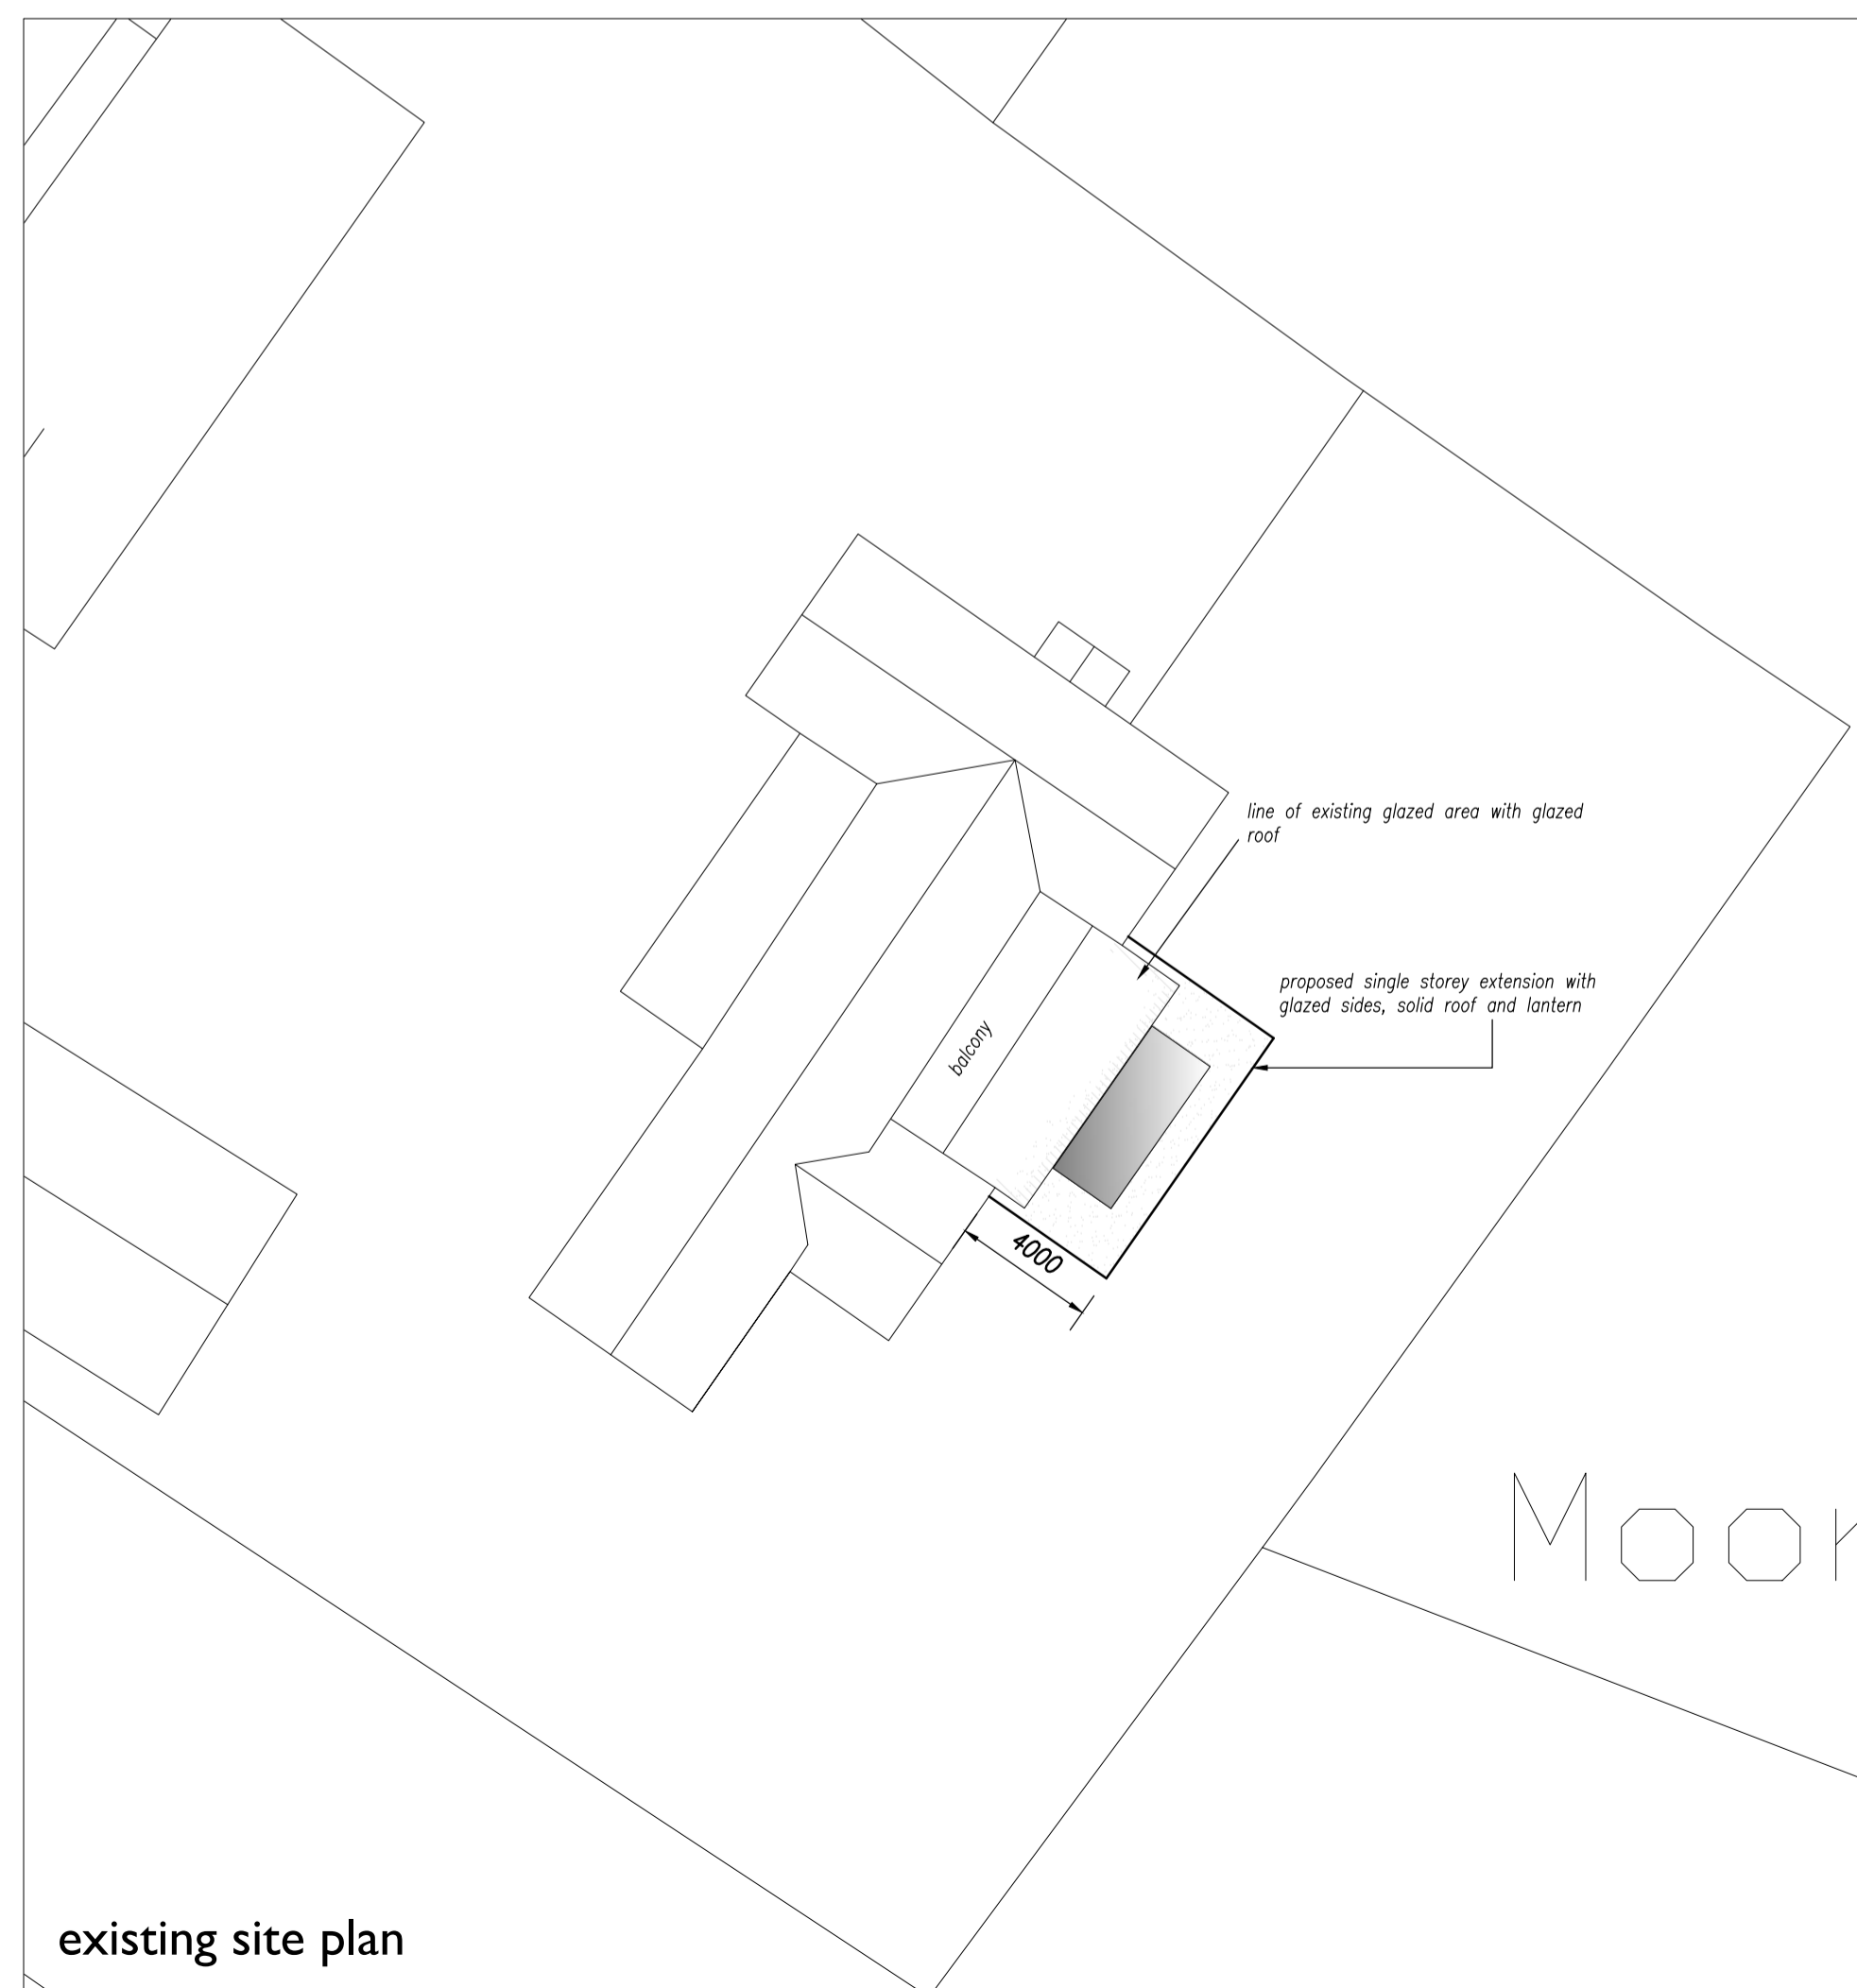 line of existing glazed area with glazed
roof
proposed single storey extension with
glazed sides, solid roof and lantern
balcony
4000
existing site plan